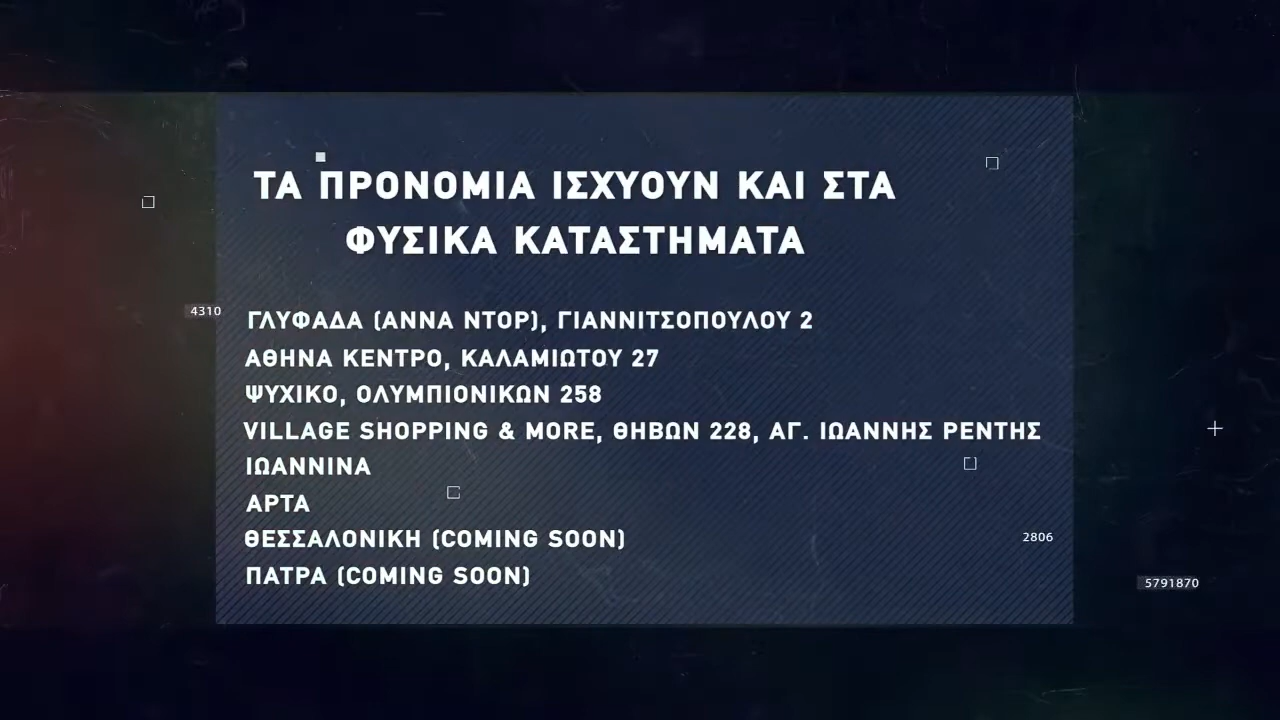 ΤΑ ΠΡΟΝΟΜΙΑ ΙΣΧΥΟΥΝ ΚΑΙ ΣΤΑ
ΦΥΣΙΚΑ ΚΑΤΑΣΤΗΜΑΤΑ
4310
ΓΛΥΦΑΔΑ (ΑΝΝΑ ΝΤΟΡ), ΓΙΑΝΝΙΤΣΟΠΟΥΛΟΥ 2
ΑΘΗΝΑ ΚΕΝΤΡΟ, ΚΑΛΑΜΙΩΤΟΥ 27
ΨΥΧΙΚΟ, ΟΛΥΜΠΙΟΝΙΚΩΝ 258
VILLAGE SHOPPING & MORE, ΘΗΒΩΝ 228, ΑΓ. ΙΩΑΝΝΗΣ ΡΕΝΤΗΣ
ΙΩΑΝΝΙΝΑ
ΑΡΤΑ
ΘΕΣΣΑΛΟΝΙΚΗ (COMING SOON)
2806
ΠΑΤΡΑ (COMING SOON)
5791870